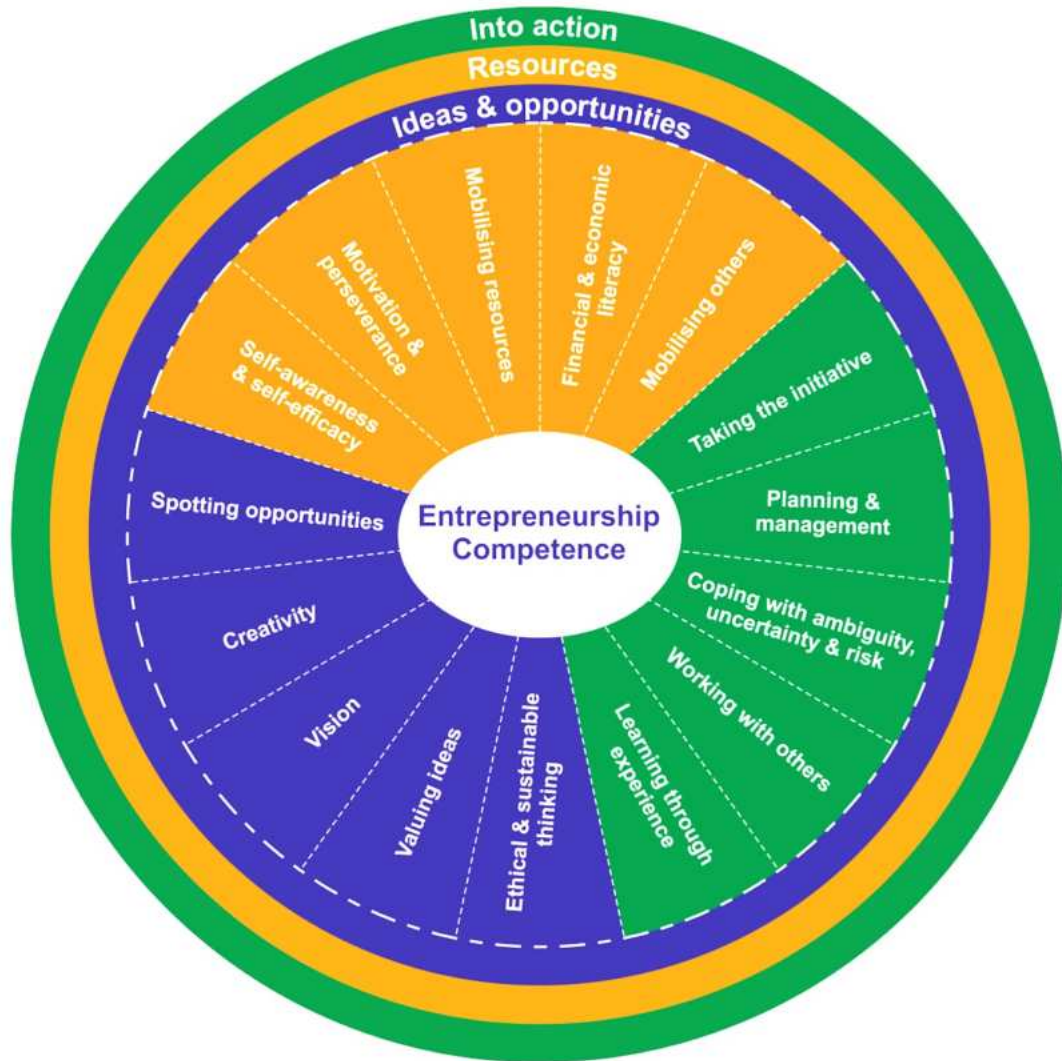 Into action
Resources
Ideas & opportunities
Self-awareness
& self-efficacy
Motivation &
perseverance
Mobilising resources
Financial & economic
literacy
Mobilising others
Taking the initiative
Planning &
management
Coping with ambiguity,
uncertainty & risk
Working with others
Learning through
experience
Ethical & sustainable
thinking
Valuing ideas
Vision
Creativity
Spotting opportunities
Entrepreneurship
Competence